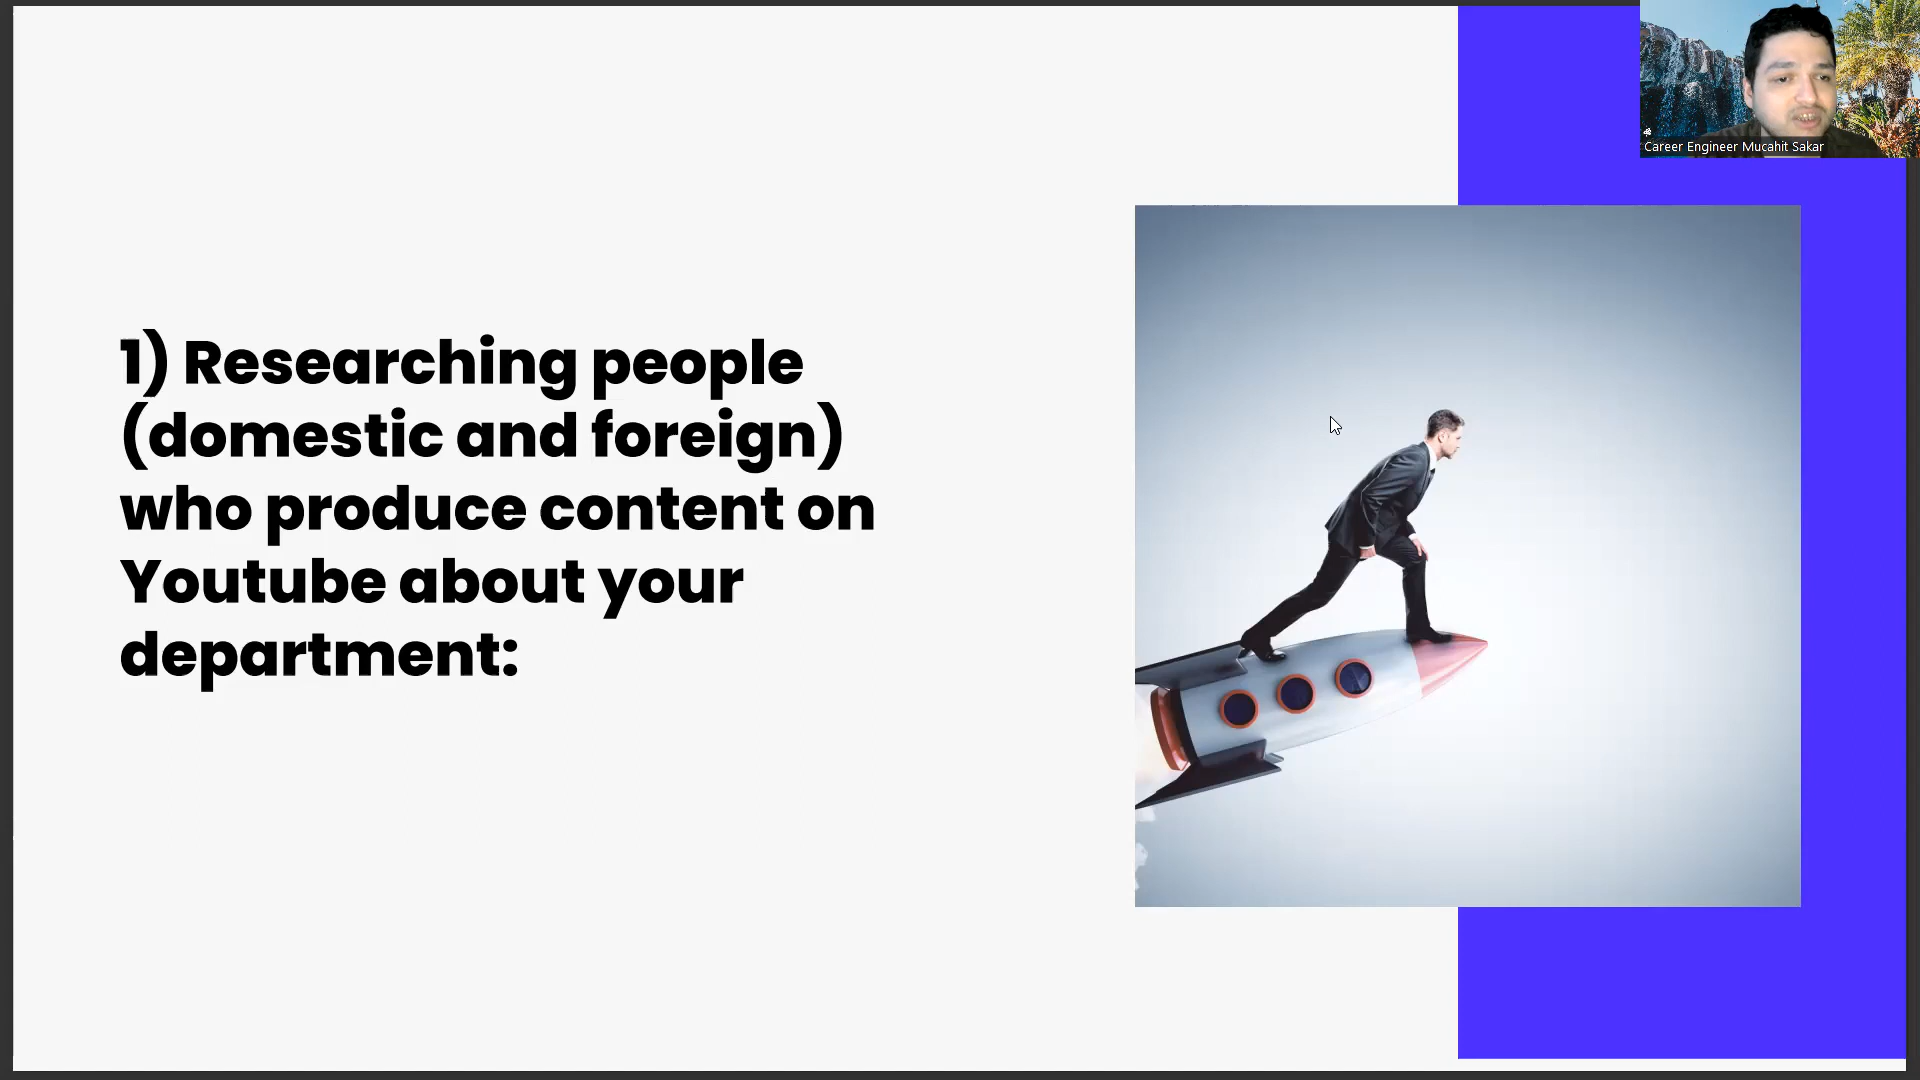 Career Engineer Mucahit Sakar
1) Researching people
(domestic and foreign)
who produce content on
Youtube about your
department: